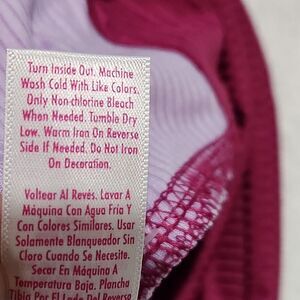 Turn Inside Out. Machine
Wash Cold With Like Colors.
Only Non-chlorine Bleach
When Needed. Tumble Dry
Low. Warm Iron On Reverse
Side If Needed. Do Not Iron
On Decoration.
Voltear Al Revés. Lavar A
Máquina Con Agua Fría Y
Con Colores Similares. Usar
Solamente Blanqueador Sin
Cloro Cuando Se Necesite.
Secar En Máquina A
Temperatura Baja. Plancha
Tibia Por El Lado Del Reverso